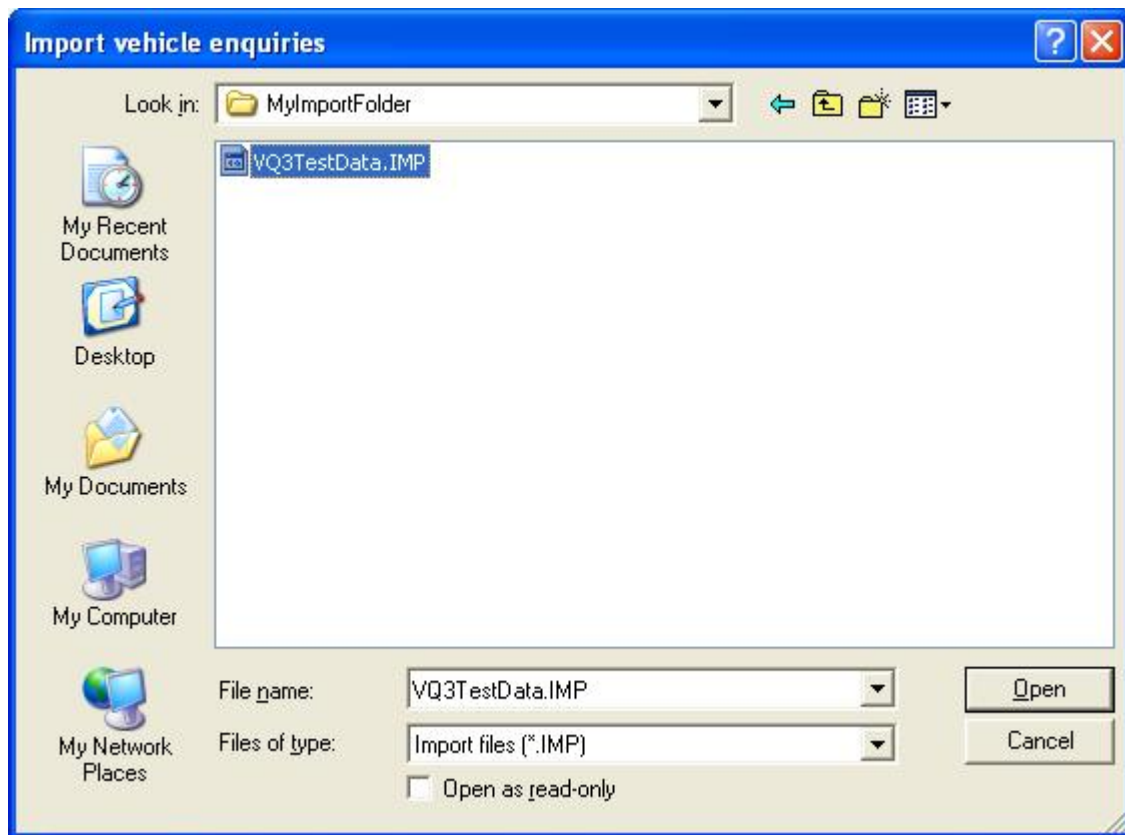 Import vehicle enquiries
Look in: MyImportFolder
VQ3TestData.IMP
My Recent
Documents
Desktop
My Documents
My Computer
My Network
Places
File name: VQ3TestData.IMP Open
Files of type: Import files (*.IMP) Cancel
Open as read-only